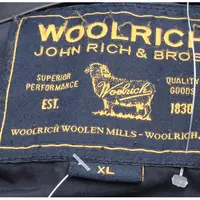 WOOLRICH
JOHN RICH & BROS
SUPERIOR
PERFORMANCE
QUALITY
GOODS
Woolrich
EST.
1830
WOOLRICH WOOLEN MILLS - WOOLRICH,
XL